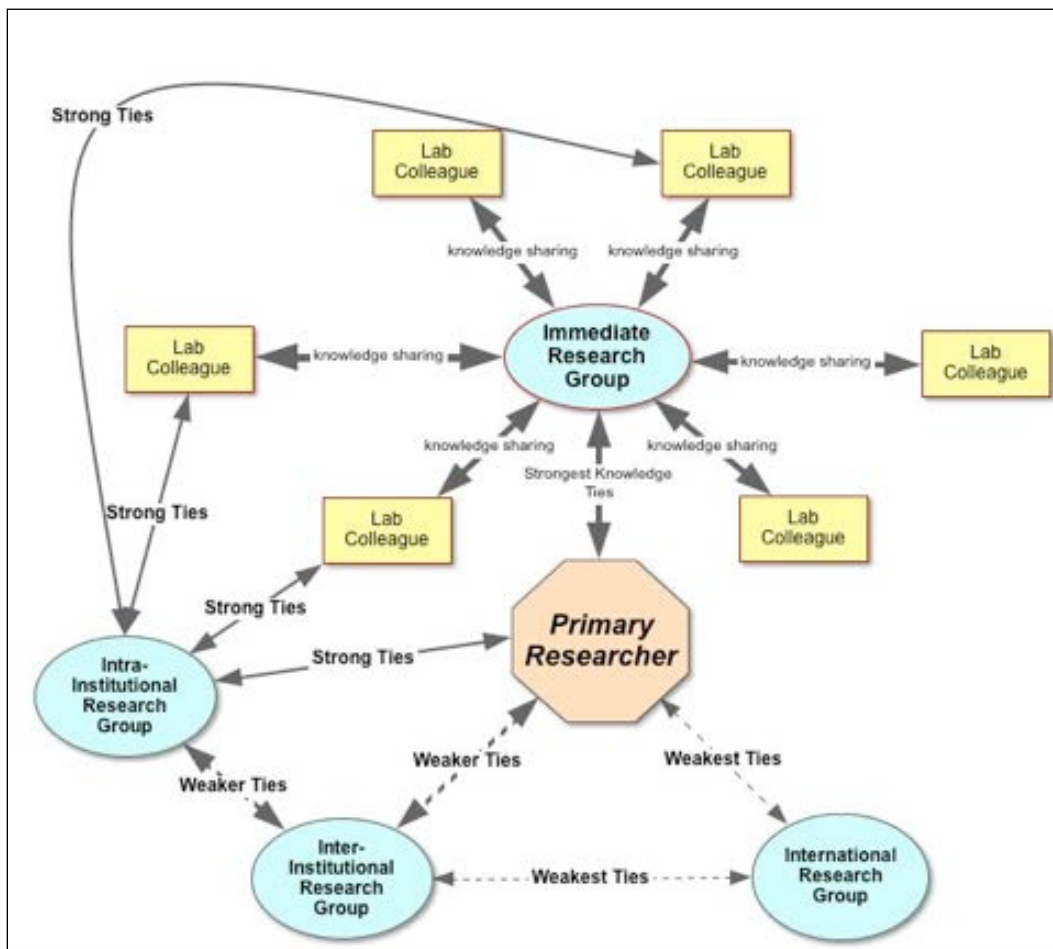 Strong Ties
Lab
Colleague
Lab
Colleague
knowledge sharing
knowledge sharing
Immediate
Research
Group
Lab
Colleague
knowledge sharing
knowledge sharing
Lab
Colleague
knowledge sharing
knowledge sharing
Strongest Knowledge
Ties
Strong Ties
Lab
Colleague
Lab
Colleague
Strong Ties
Primary
Researcher
Strong Ties
Intra-
Institutional
Research
Group
Weaker Ties
Weaker Ties
Weakest Ties
Inter-
Institutional
Research
Group
Weakest Ties
International
Research
Group